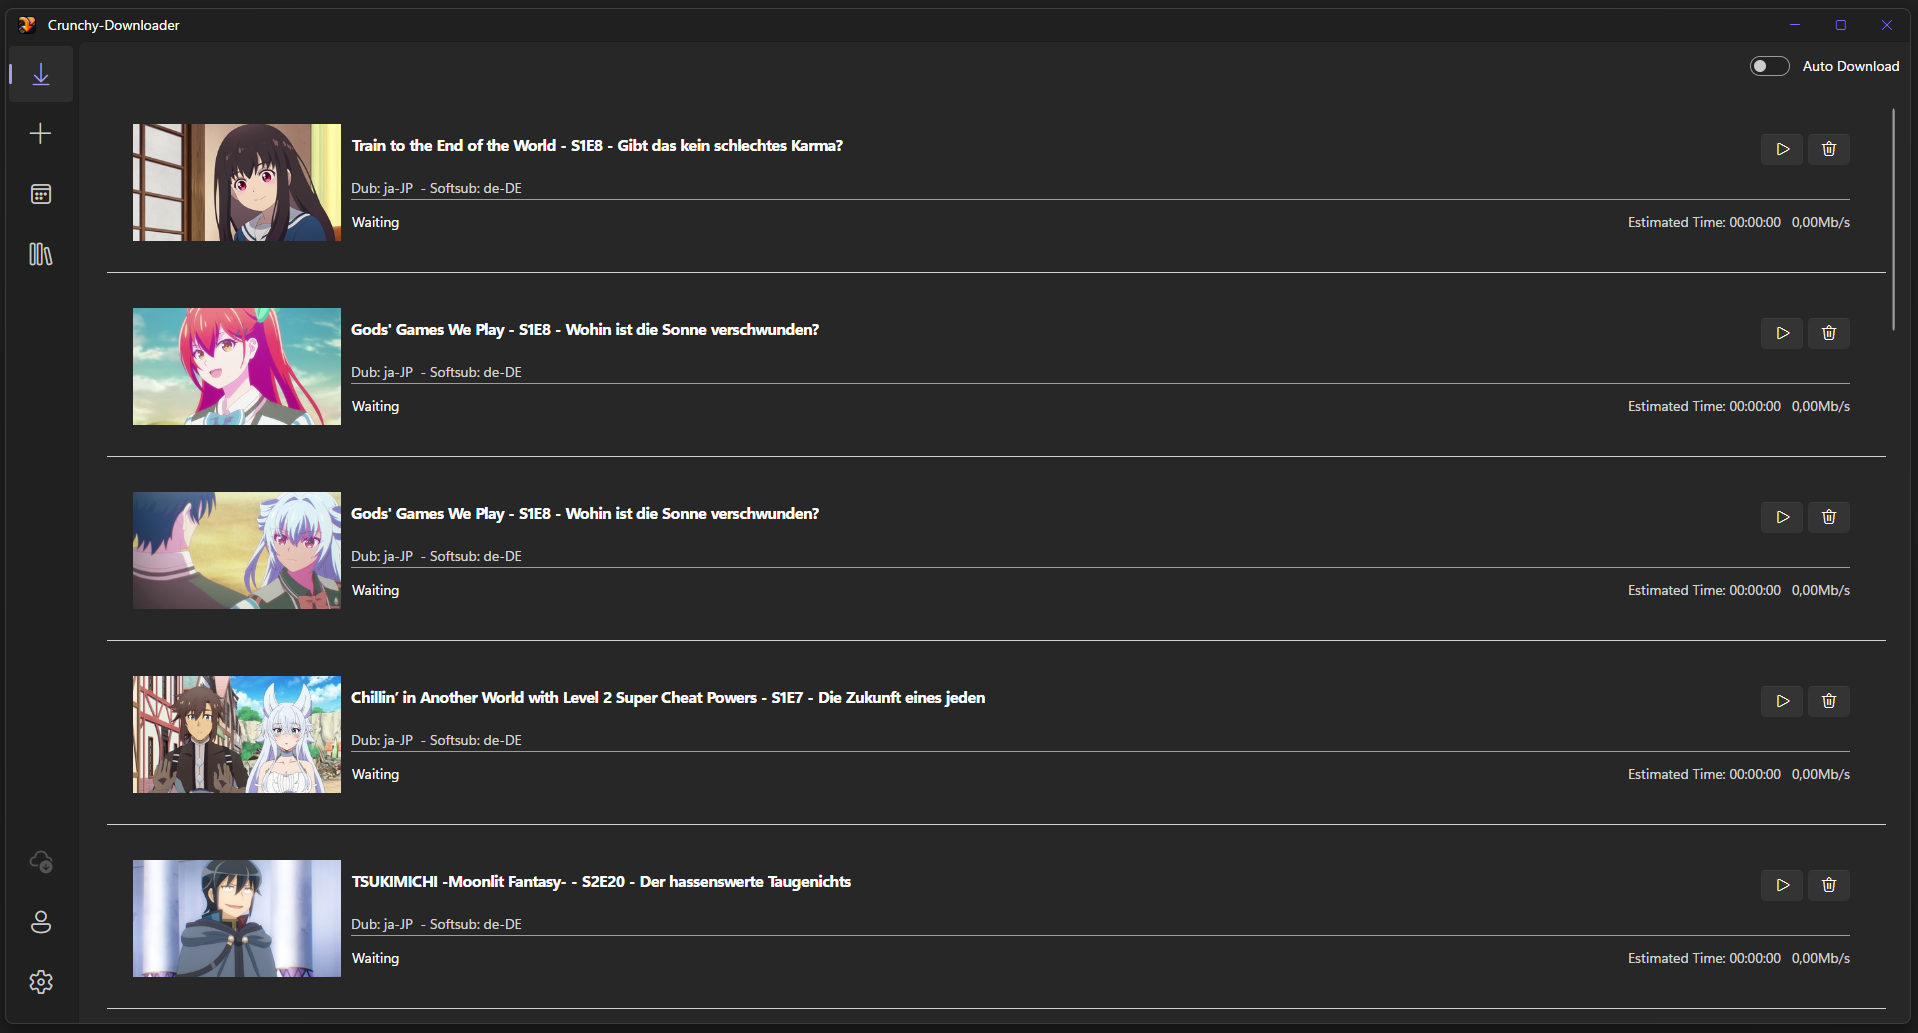 Crunchy-Downloader
Auto Download
Train to the End of the World - S1E8 - Gibt das kein schlechtes Karma?
Dub: ja-JP - Softsub: de-DE
Waiting
Estimated Time: 00:00:00 0,00Mb/s
Gods' Games We Play - S1E8 - Wohin ist die Sonne verschwunden?
Dub: ja-JP - Softsub: de-DE
Waiting
Estimated Time: 00:00:00 0,00Mb/s
Gods' Games We Play - S1E8 - Wohin ist die Sonne verschwunden?
Dub: ja-JP - Softsub: de-DE
Waiting
Estimated Time: 00:00:00 0,00Mb/s
Chillin’ in Another World with Level 2 Super Cheat Powers - S1E7 - Die Zukunft eines jeden
Dub: ja-JP - Softsub: de-DE
Waiting
Estimated Time: 00:00:00 0,00Mb/s
TSUKIMICHI -Moonlit Fantasy- - S2E20 - Der hassenswerte Taugenichts
Dub: ja-JP - Softsub: de-DE
Waiting
Estimated Time: 00:00:00 0,00Mb/s